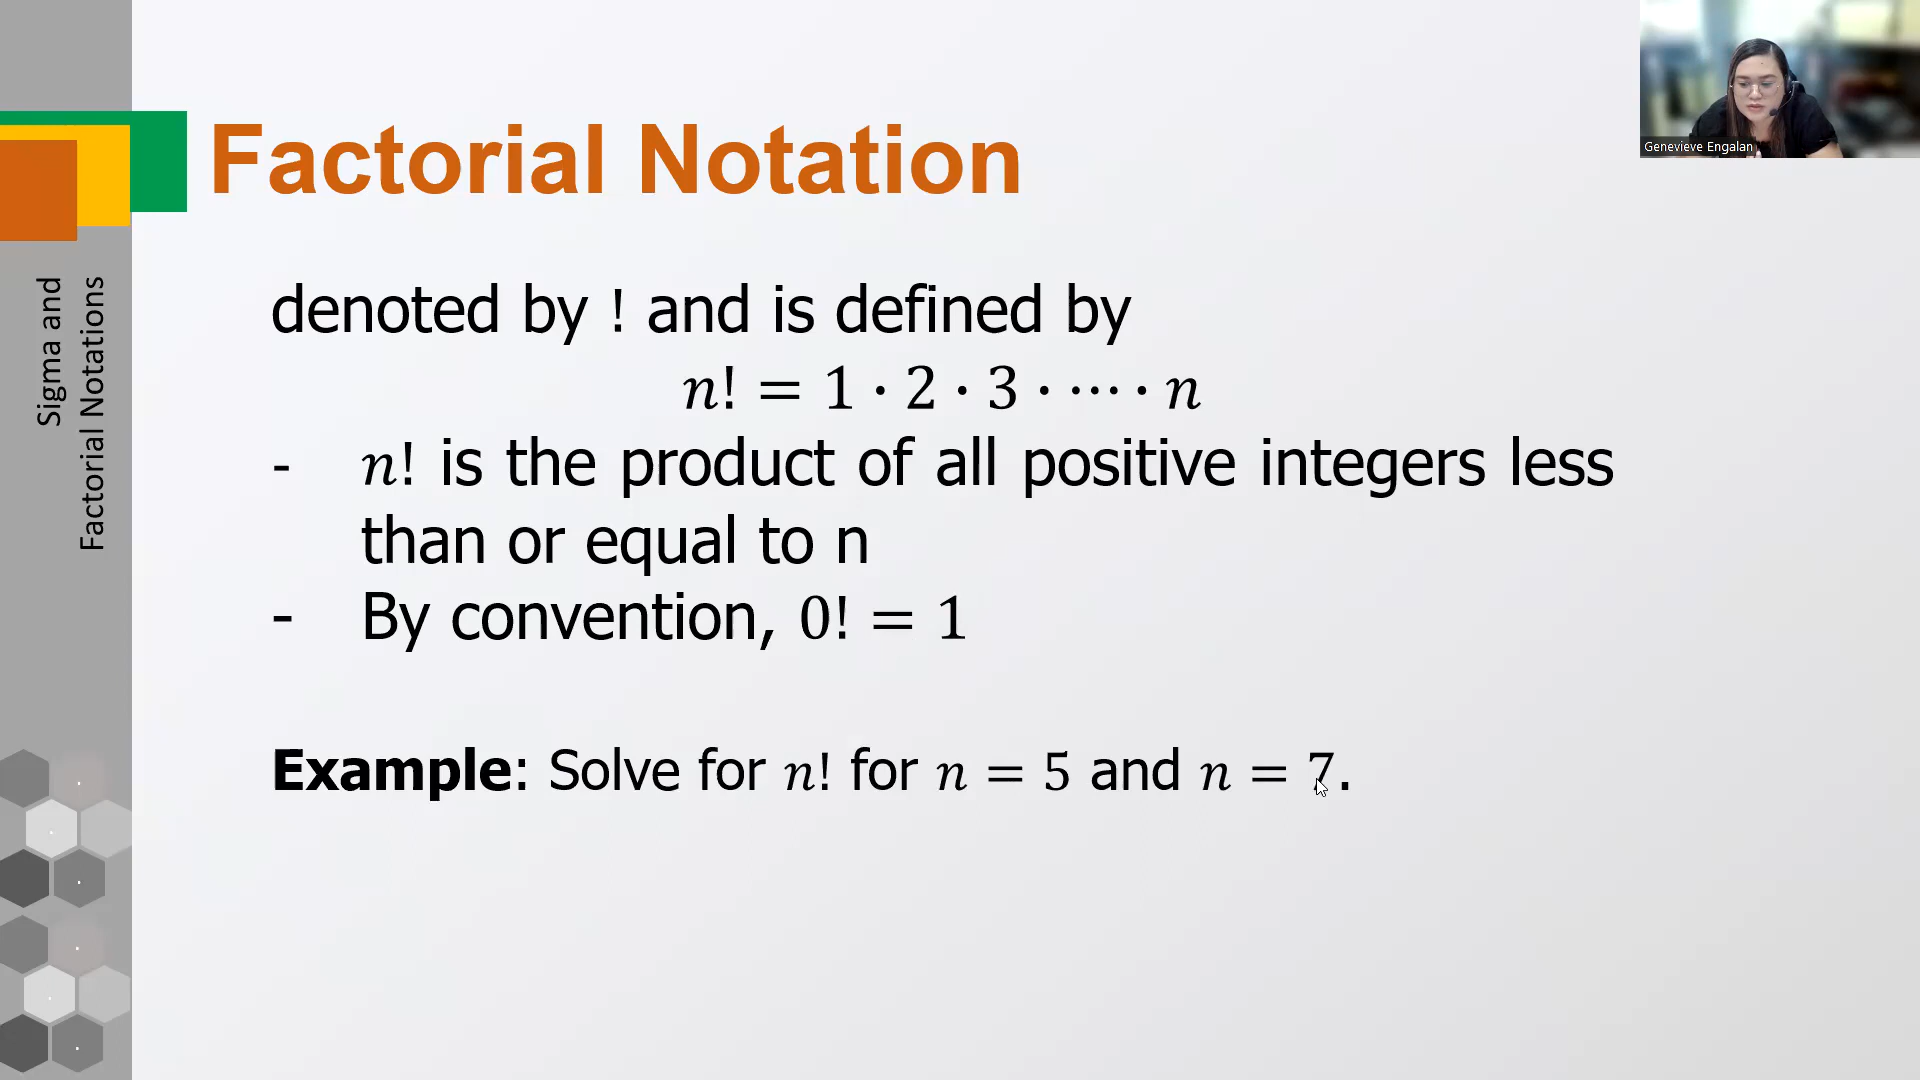 Genevieve Engalan
Factorial Notation
Sigma and
Factorial Notations
denoted by ! and is defined by
n! = 1 · 2 · 3 · ⋯ · n
- n! is the product of all positive integers less
than or equal to n
- By convention, 0! = 1
Example: Solve for n! for n = 5 and n = 7.